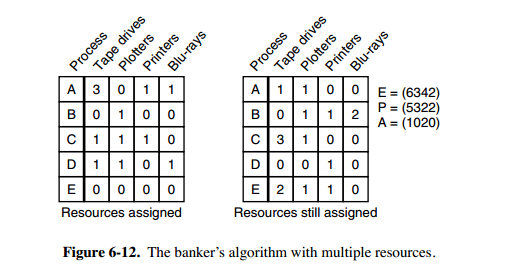 Process Tape drives Plotters Printers Blu-rays
A 3 0 1 1
B 0 1 0 0
C 1 1 1 0
D 1 1 0 1
E 0 0 0 0
Resources assigned
Process Tape drives Plotters Printers Blu-rays
A 1 1 0 0
B 0 1 1 2
C 3 1 0 0
D 0 0 1 0
E 2 1 1 0
Resources still assigned
E = (6342)
P = (5322)
A = (1020)
Figure 6-12. The banker's algorithm with multiple resources.